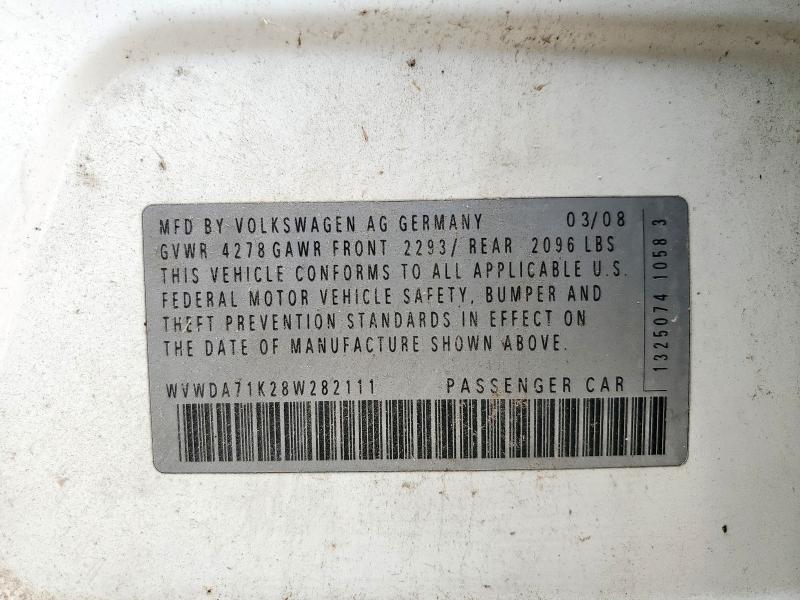 MFD BY VOLKSWAGEN AG GERMANY 03/08
GVWR 4278 GAWR FRONT 2293/ REAR 2096 LBS
THIS VEHICLE CONFORMS TO ALL APPLICABLE U.S.
FEDERAL MOTOR VEHICLE SAFETY, BUMPER AND
THEFT PREVENTION STANDARDS IN EFFECT ON
THE DATE OF MANUFACTURE SHOWN ABOVE.
WVWDA71K28W282111 PASSENGER CAR
1325074 1058 3